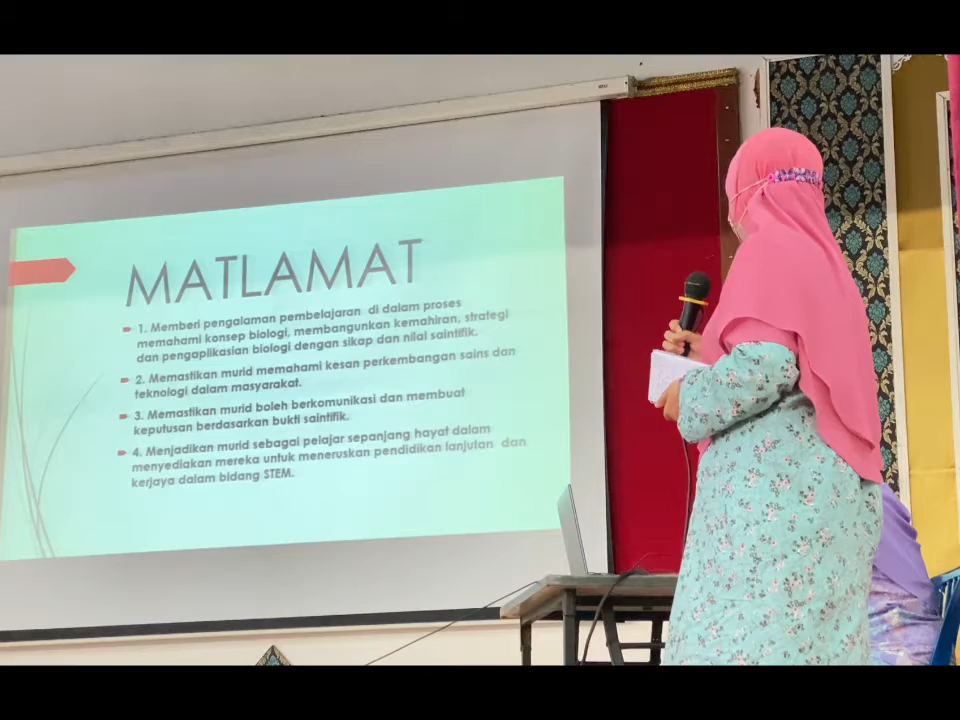 MATLAMAT
1. Memberi pengalaman pembelajaran di dalam proses
memahami konsep biologi, membangunkan kemahiran, strategi
dan pengaplikasian biologi dengan sikap dan nilai saintifik.
2. Memastikan murid memahami kesan perkembangan sains dan
teknologi dalam masyarakat.
3. Memastikan murid boleh berkomunikasi dan membuat
keputusan berdasarkan bukti saintifik.
4. Menjadikan murid sebagai pelajar sepanjang hayat dalam
menyediakan mereka untuk meneruskan pendidikan lanjutan dan
kerjaya dalam bidang STEM.